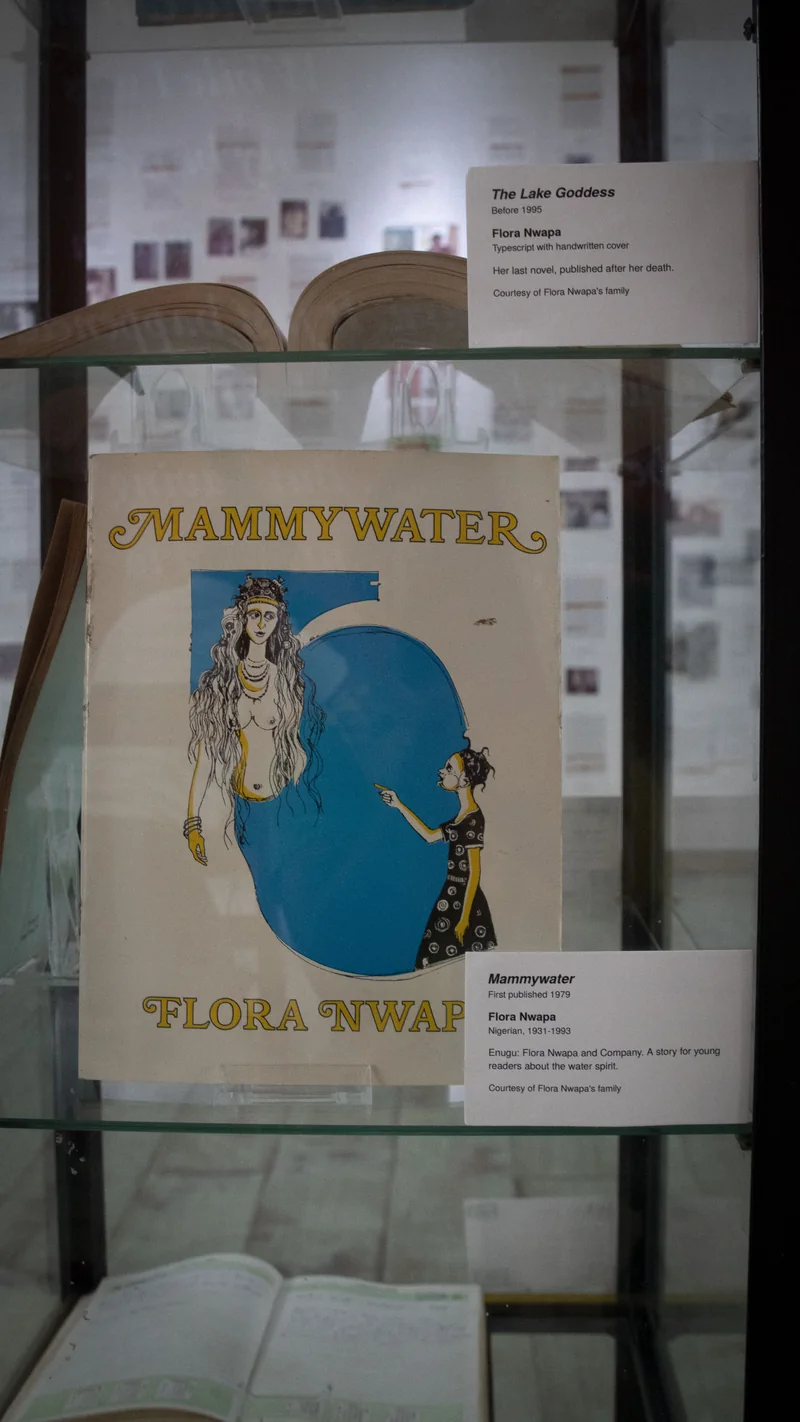 The Lake Goddess
Before 1995
Flora Nwapa
Typescript with handwritten cover
Her last novel, published after her death.
Courtesy of Flora Nwapa's family
MAMMYWATER
FLORA NWAP
Mammywater
First published 1979
Flora Nwapa
Nigerian, 1931-1993
Enugu: Flora Nwapa and Company. A story for young
readers about the water spirit.
Courtesy of Flora Nwapa's family